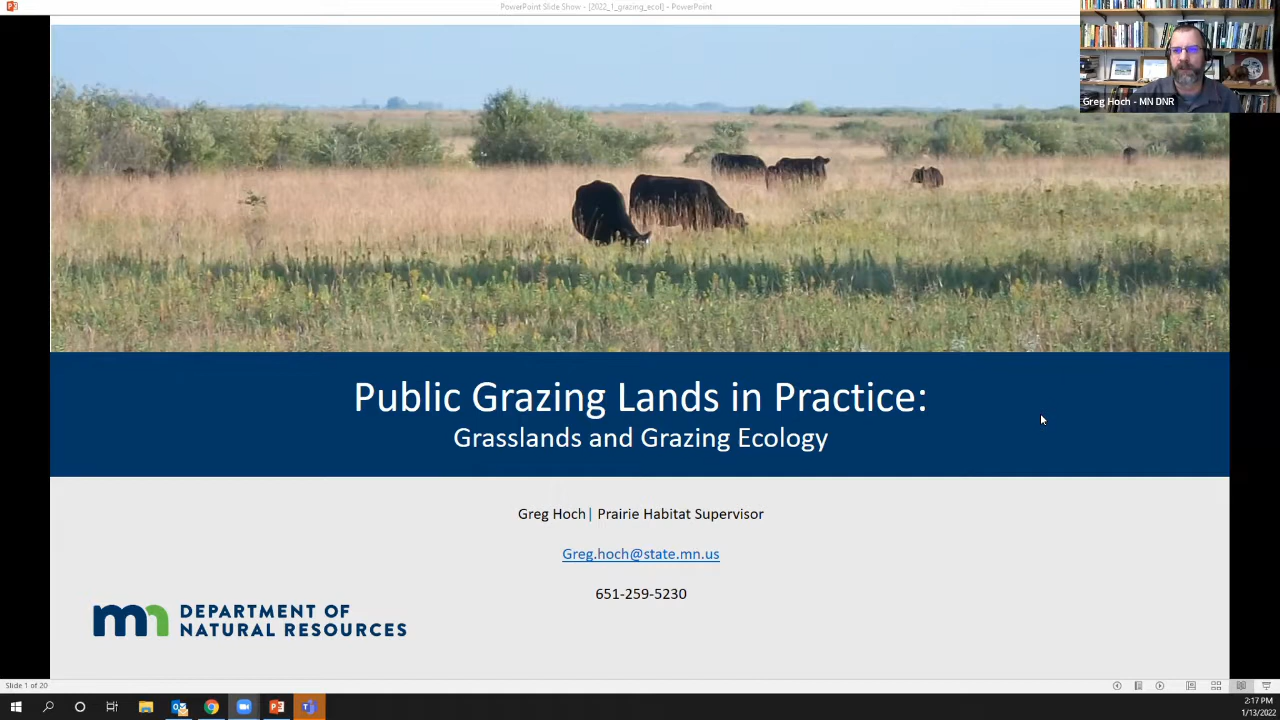 PowerPoint Slide Show - [2022_1_grazing_ecol] - PowerPoint
Greg Hoch - MN DNR
Public Grazing Lands in Practice:
Grasslands and Grazing Ecology
Greg Hoch| Prairie Habitat Supervisor
Greg.hoch@state.mn.us
651-259-5230
mn DEPARTMENT OF
NATURAL RESOURCES
Slide 1 of 20
2:17 PM
1/13/2022